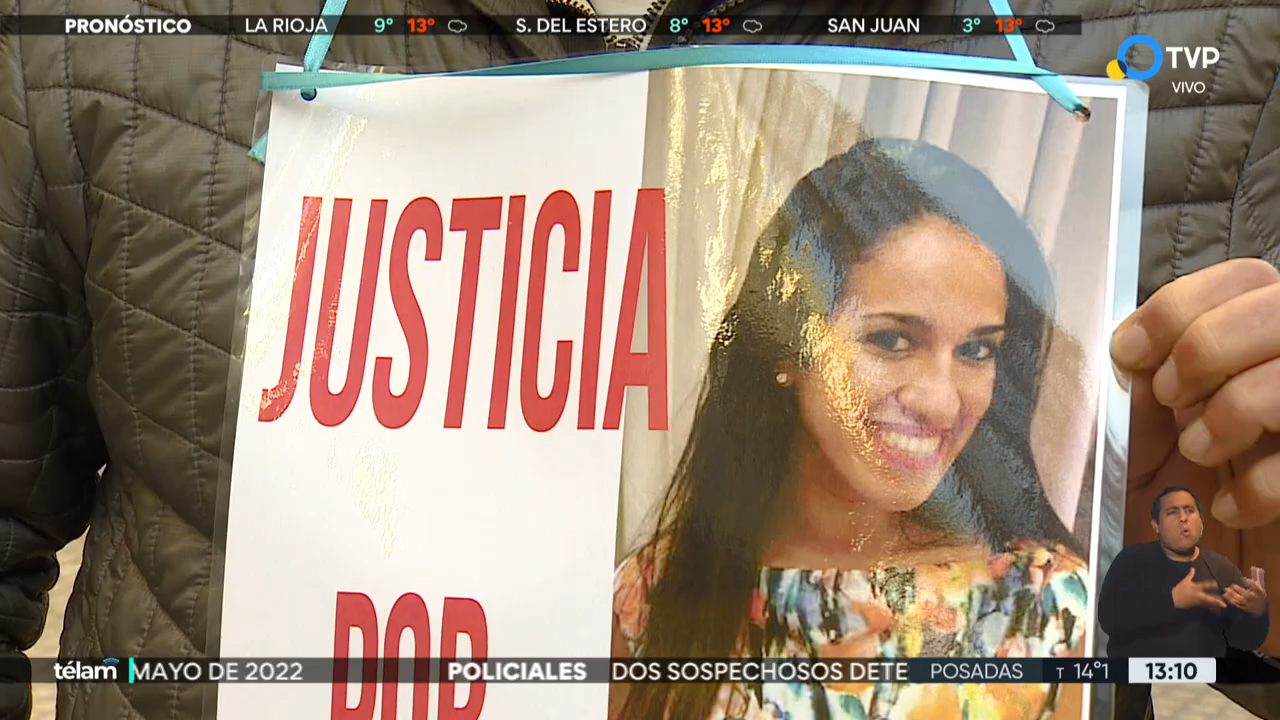 PRONÓSTICO LA RIOJA 9° 13° S. DEL ESTERO 8° 13° SAN JUAN 3° 13°
TVP
VIVO
JUSTICIA
POR
télam MAYO DE 2022 POLICIALES DOS SOSPECHOSOS DETE POSADAS T 14°1 13:10